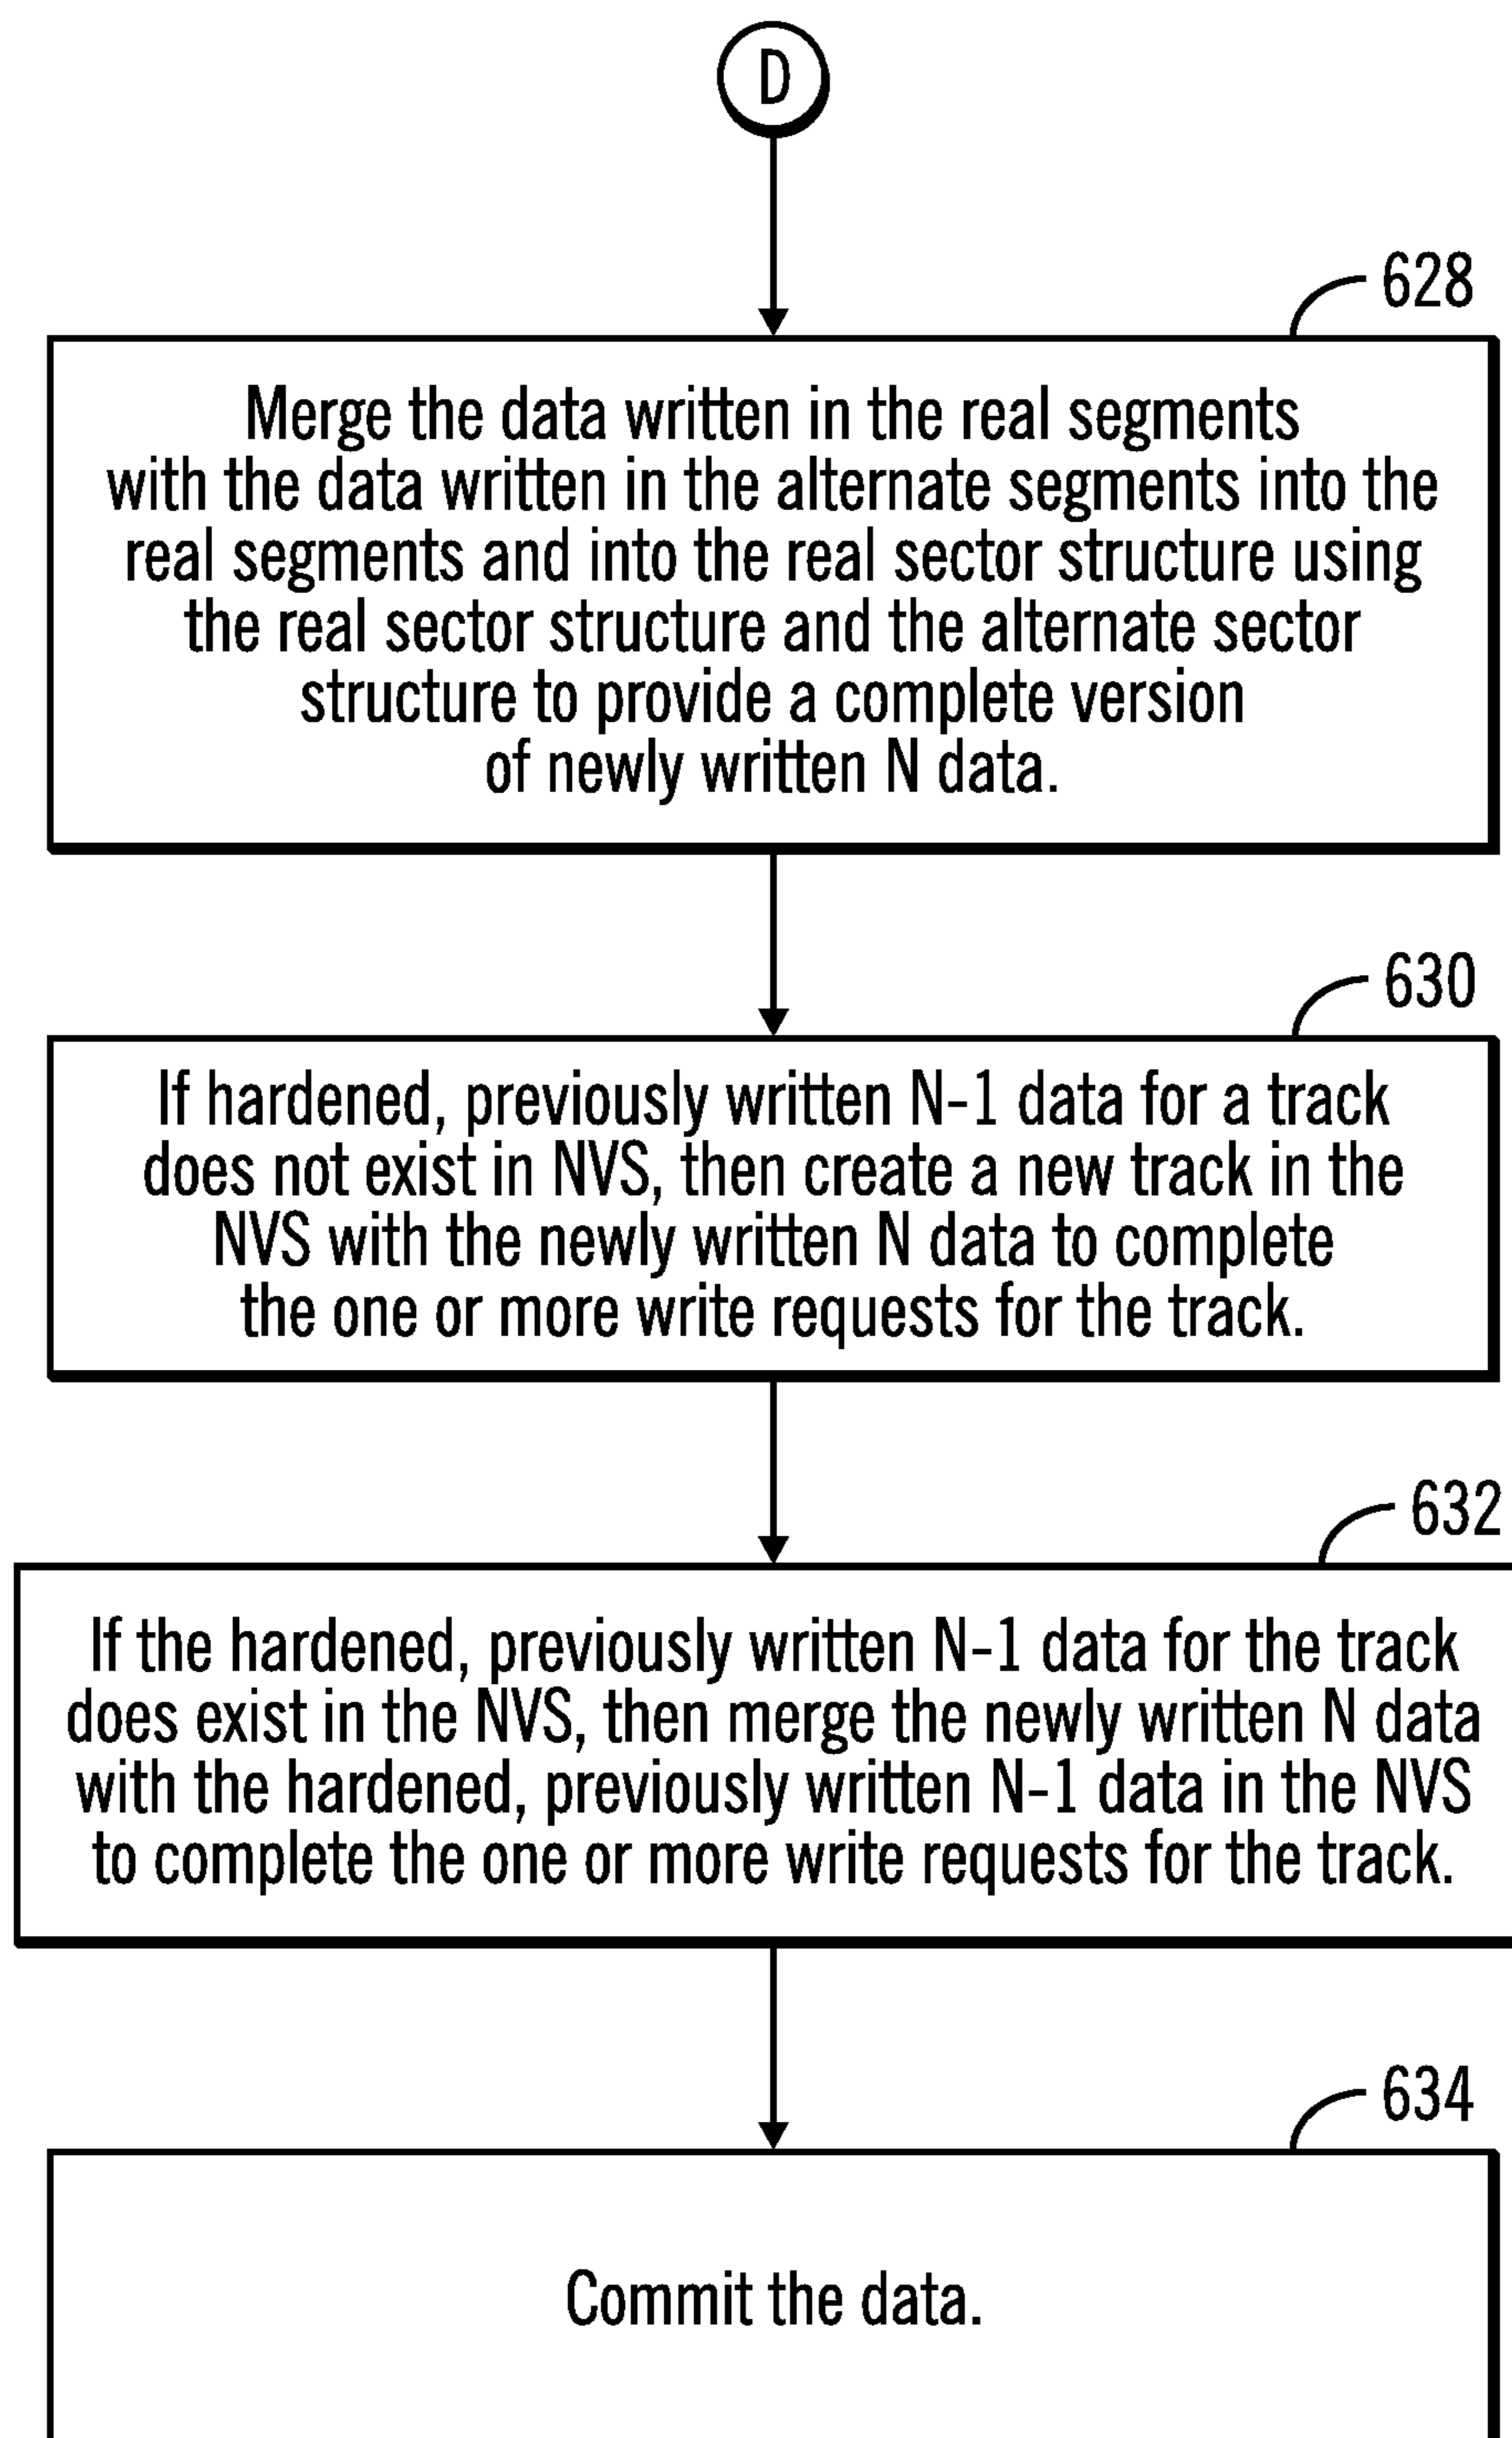 D
628
Merge the data written in the real segments
with the data written in the alternate segments into the
real segments and into the real sector structure using
the real sector structure and the alternate sector
structure to provide a complete version
of newly written N data.
630
If hardened, previously written N-1 data for a track
does not exist in NVS, then create a new track in the
NVS with the newly written N data to complete
the one or more write requests for the track.
632
If the hardened, previously written N-1 data for the track
does exist in the NVS, then merge the newly written N data
with the hardened, previously written N-1 data in the NVS
to complete the one or more write requests for the track.
634
Commit the data.